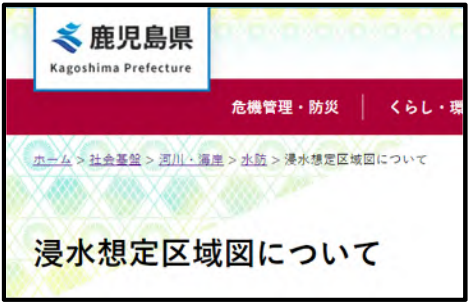 鹿児島県
Kagoshima Prefecture
危機管理・防災 くらし・環
ホーム > 社会基盤 > 河川・海岸 > 水防 > 浸水想定区域図について
浸水想定区域図について